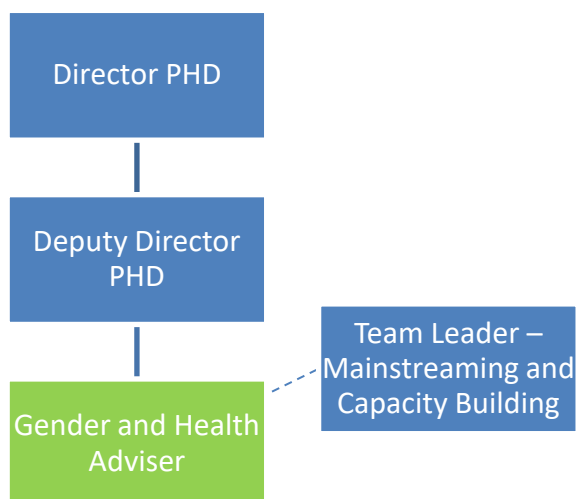 Director PHD
Deputy Director
PHD
Team Leader –
Mainstreaming and
Capacity Building
Gender and Health
Adviser